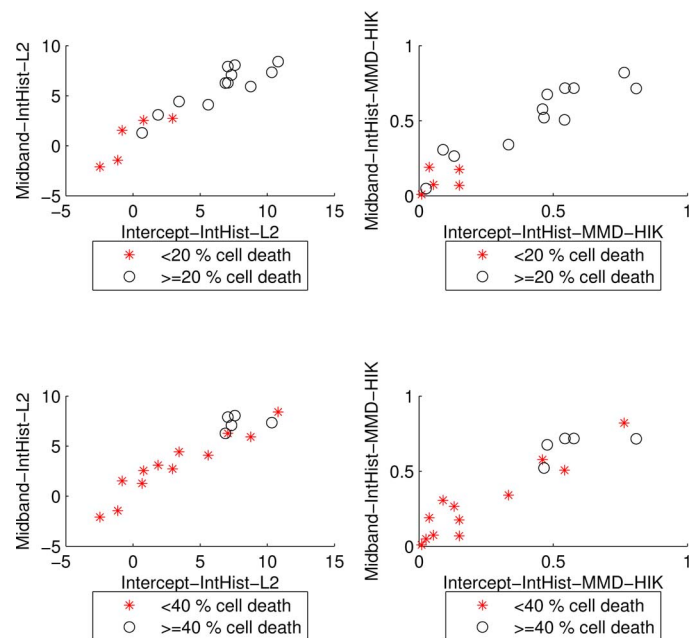 10
5
0
−5
−5 0 5 10 15
Midband−IntHist−L2
Intercept−IntHist−L2
<20 % cell death
>=20 % cell death
1
0.5
0
0 0.5 1
Midband−IntHist−MMD−HIK
Intercept−IntHist−MMD−HIK
<20 % cell death
>=20 % cell death
10
5
0
−5
−5 0 5 10 15
Midband−IntHist−L2
Intercept−IntHist−L2
<40 % cell death
>=40 % cell death
1
0.5
0
0 0.5 1
Midband−IntHist−MMD−HIK
Intercept−IntHist−MMD−HIK
<40 % cell death
>=40 % cell death